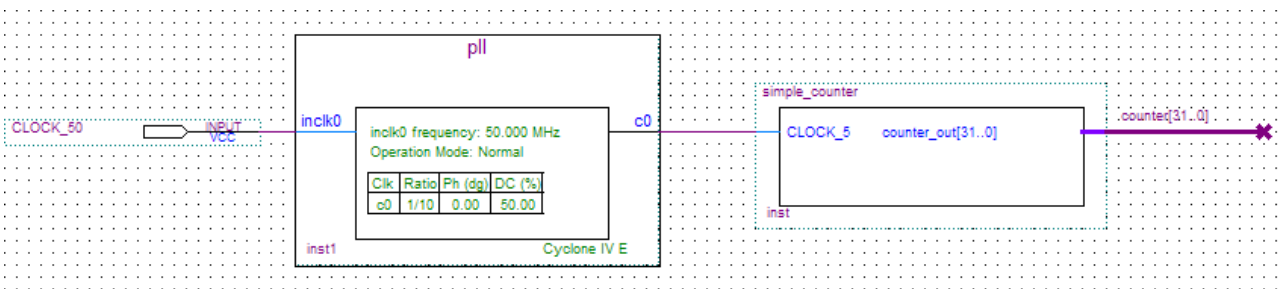 pll
simple_counter
CLOCK_50
INPUT
VCC
inclk0
inclk0 frequency: 50.000 MHz
Operation Mode: Normal
Clk Ratio Ph (dg) DC (%)
c0 1/10 0.00 50.00
inst1
Cyclone IV E
c0
CLOCK_5 counter_out[31..0]
inst
counter[31..0]